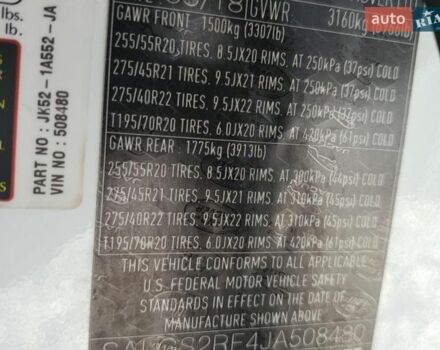 lbs.
lb.
PART NO : JK52 - 1A552 - JA
VIN NO : 508480
GVWR 3160kg
GAWR FRONT : 1500kg (3307lb)
255/55R20 TIRES. 8.5JX20 RIMS. AT 250kPa (37psi) COLD
275/45R21 TIRES. 9.5JX21 RIMS. AT 250kPa (37psi) COLD
275/40R22 TIRES. 9.5JX22 RIMS. AT 250kPa (37psi) COLD
T195/70R20 TIRES. 6.0JX20 RIMS. AT 420kPa (61psi) COLD
GAWR REAR : 1775kg (3913lb)
255/55R20 TIRES. 8.5JX20 RIMS. AT 300kPa (44psi) COLD
275/45R21 TIRES. 9.5JX21 RIMS. AT 310kPa (45psi) COLD
275/40R22 TIRES. 9.5JX22 RIMS. AT 310kPa (45psi) COLD
T195/70R20 TIRES. 6.0JX20 RIMS. AT 420kPa (61psi) COLD
THIS VEHICLE CONFORMS TO ALL APPLICABLE
U.S. FEDERAL MOTOR VEHICLE SAFETY
STANDARDS IN EFFECT ON THE DATE OF
MANUFACTURE SHOWN ABOVE
AUTO RIA